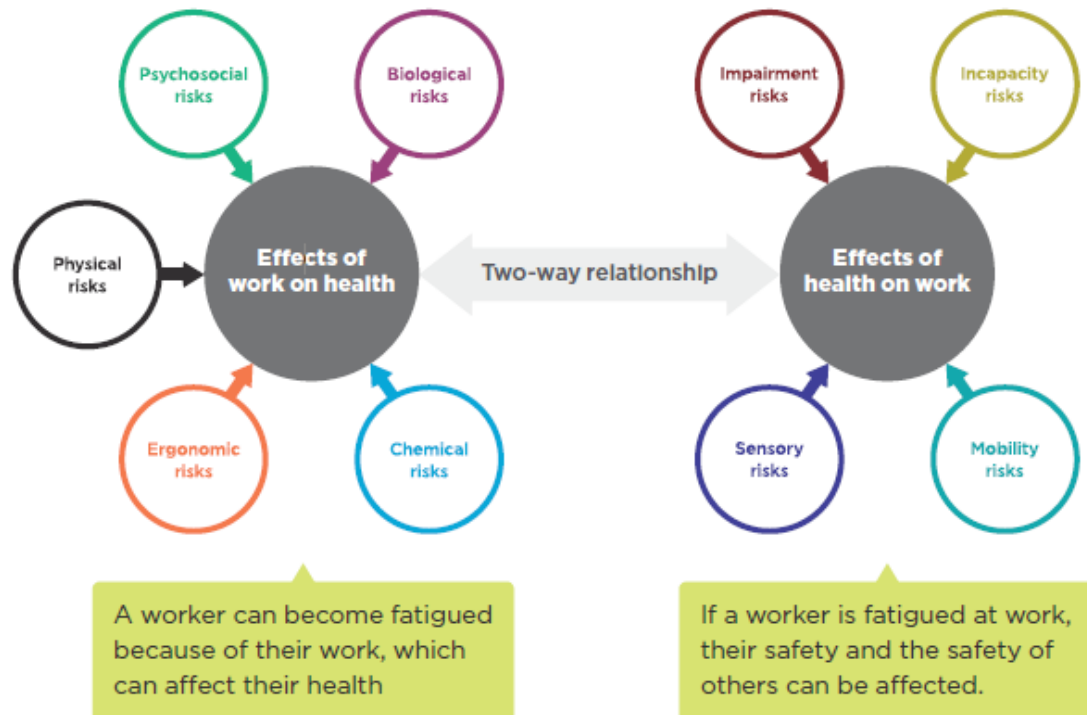 Psychosocial
risks
Biological
risks
Impairment
risks
Incapacity
risks
Physical
risks
Effects of
work on health
Two-way relationship
Effects of
health on work
Ergonomic
risks
Chemical
risks
Sensory
risks
Mobility
risks
A worker can become fatigued
because of their work, which
can affect their health
If a worker is fatigued at work,
their safety and the safety of
others can be affected.